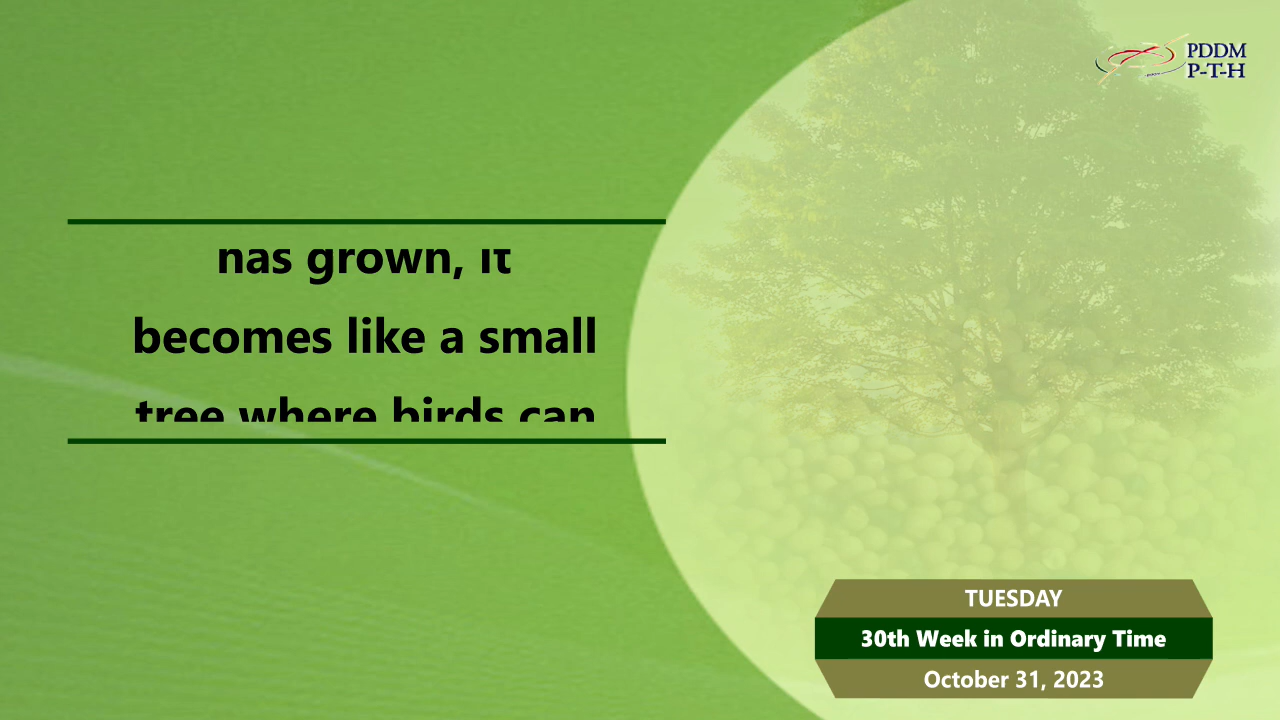 has grown, it
becomes like a small
tree where birds can
PDDM
P-T-H
TUESDAY
30th Week in Ordinary Time
October 31, 2023